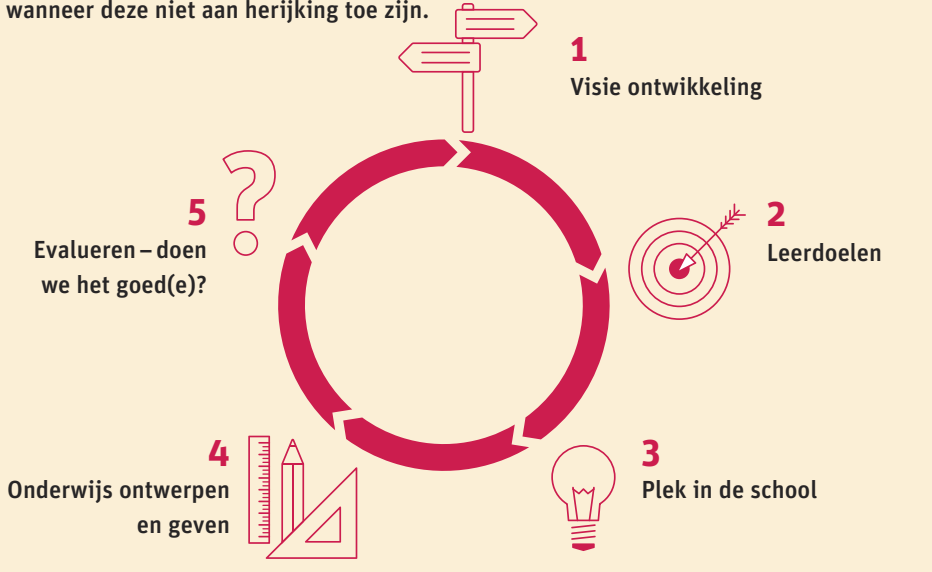 wanneer deze niet aan herijking toe zijn.
1
Visie ontwikkeling
2
Leerdoelen
3
Plek in de school
4
Onderwijs ontwerpen
en geven
5
Evalueren – doen
we het goed(e)?